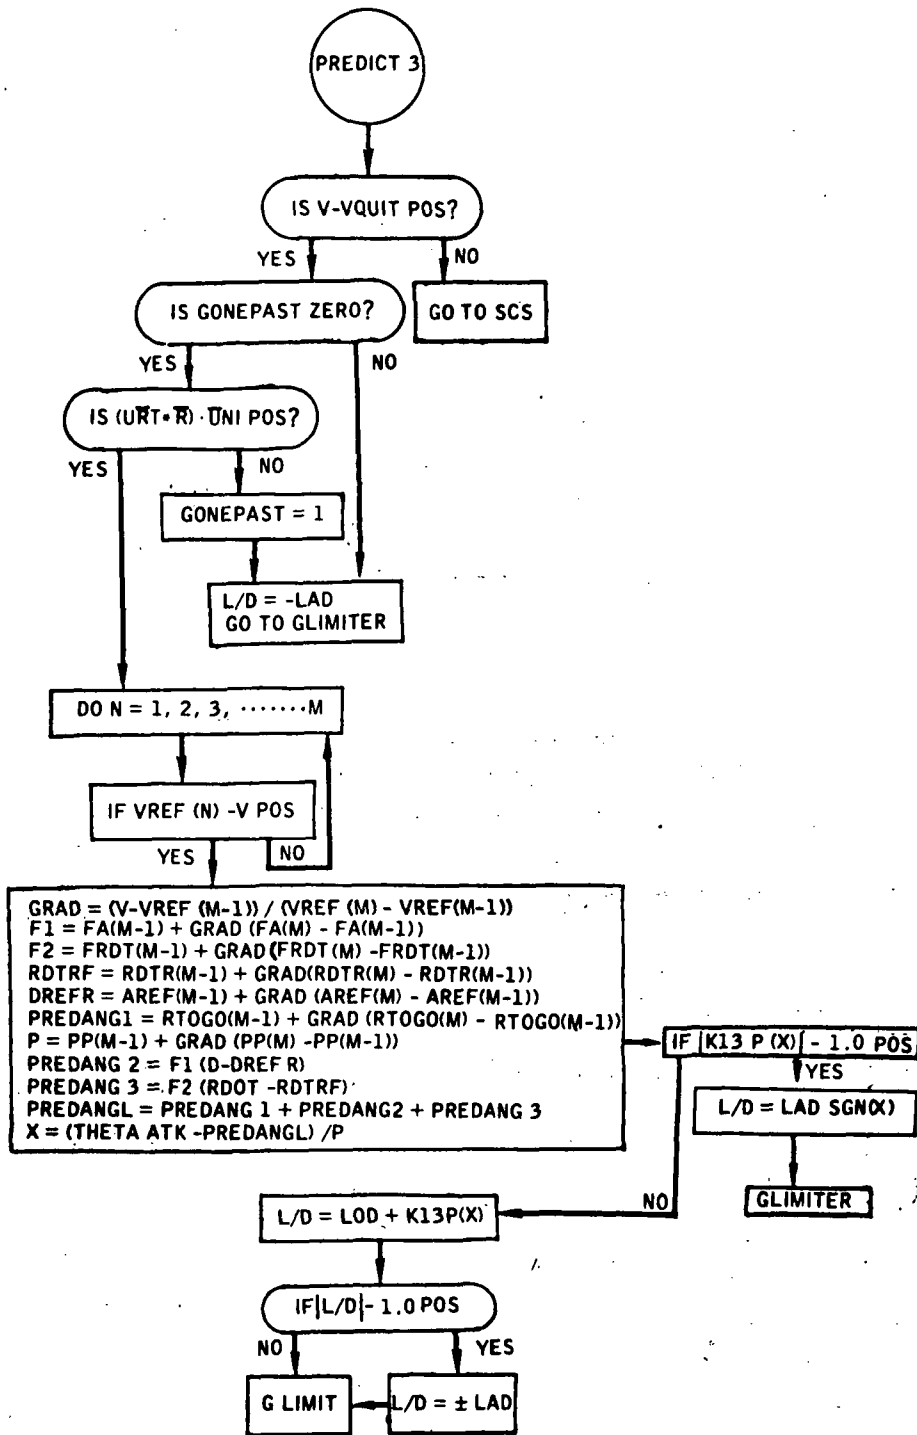 PREDICT 3
IS V-VQUIT POS?
YES
NO
IS GONEPAST ZERO?
GO TO SCS
YES
NO
IS (UR̅T*R̅)·U̅NI POS?
YES
NO
GONEPAST = 1
L/D = -LAD
GO TO GLIMITER
DO N = 1, 2, 3, ·······M
IF VREF (N) -V POS
YES
NO
GRAD = (V-VREF (M-1)) / (VREF (M) - VREF(M-1))
F1 = FA(M-1) + GRAD (FA(M) - FA(M-1))
F2 = FRDT(M-1) + GRAD(FRDT(M) -FRDT(M-1))
RDTRF = RDTR(M-1) + GRAD(RDTR(M) - RDTR(M-1))
DREFR = AREF(M-1) + GRAD (AREF(M) - AREF(M-1))
PREDANG1 = RTOGO(M-1) + GRAD (RTOGO(M) - RTOGO(M-1))
P = PP(M-1) + GRAD (PP(M) -PP(M-1))
PREDANG 2 = F1 (D-DREF R)
PREDANG 3 = F2 (RDOT -RDTRF)
PREDANGL = PREDANG 1 + PREDANG2 + PREDANG 3
X = (THETA ATK -PREDANGL) /P
IF |K13 P (X)| - 1.0 POS
YES
L/D = LAD SGN(X)
GLIMITER
NO
L/D = LOD + K13P(X)
IF|L/D|- 1.0 POS
NO
YES
G LIMIT
L/D = ± LAD